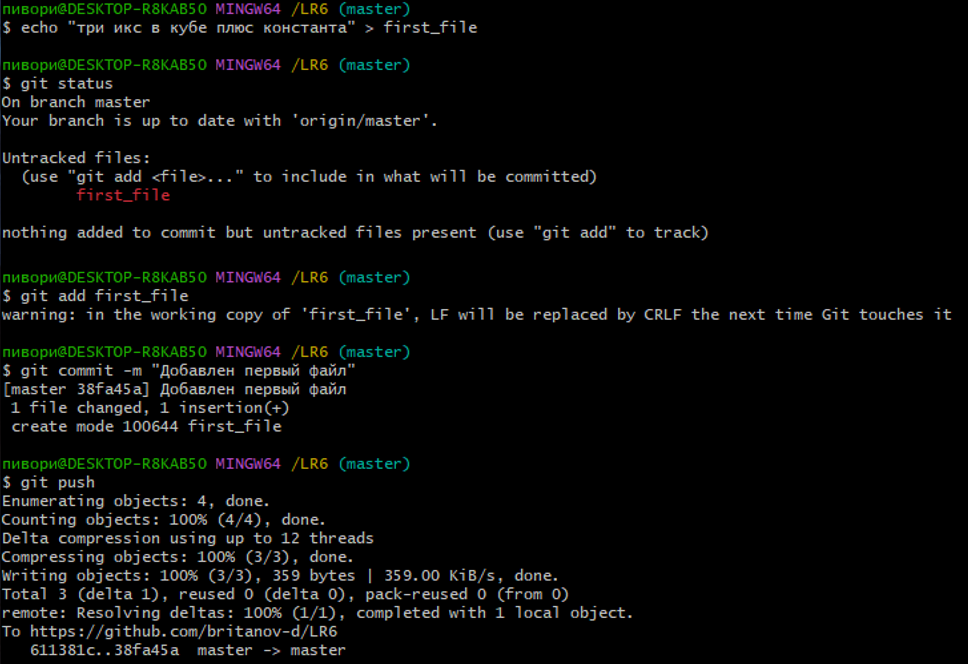 пивори@DESKTOP-R8KAB50 MINGW64 /LR6 (master)
$ echo "три икс в кубе плюс константа" > first_file
пивори@DESKTOP-R8KAB50 MINGW64 /LR6 (master)
$ git status
On branch master
Your branch is up to date with 'origin/master'.
Untracked files:
  (use "git add <file>..." to include in what will be committed)
        first_file
nothing added to commit but untracked files present (use "git add" to track)
пивори@DESKTOP-R8KAB50 MINGW64 /LR6 (master)
$ git add first_file
warning: in the working copy of 'first_file', LF will be replaced by CRLF the next time Git touches it
пивори@DESKTOP-R8KAB50 MINGW64 /LR6 (master)
$ git commit -m "Добавлен первый файл"
[master 38fa45a] Добавлен первый файл
 1 file changed, 1 insertion(+)
 create mode 100644 first_file
пивори@DESKTOP-R8KAB50 MINGW64 /LR6 (master)
$ git push
Enumerating objects: 4, done.
Counting objects: 100% (4/4), done.
Delta compression using up to 12 threads
Compressing objects: 100% (3/3), done.
Writing objects: 100% (3/3), 359 bytes | 359.00 KiB/s, done.
Total 3 (delta 1), reused 0 (delta 0), pack-reused 0 (from 0)
remote: Resolving deltas: 100% (1/1), completed with 1 local object.
To https://github.com/britanov-d/LR6
   611381c..38fa45a  master -> master